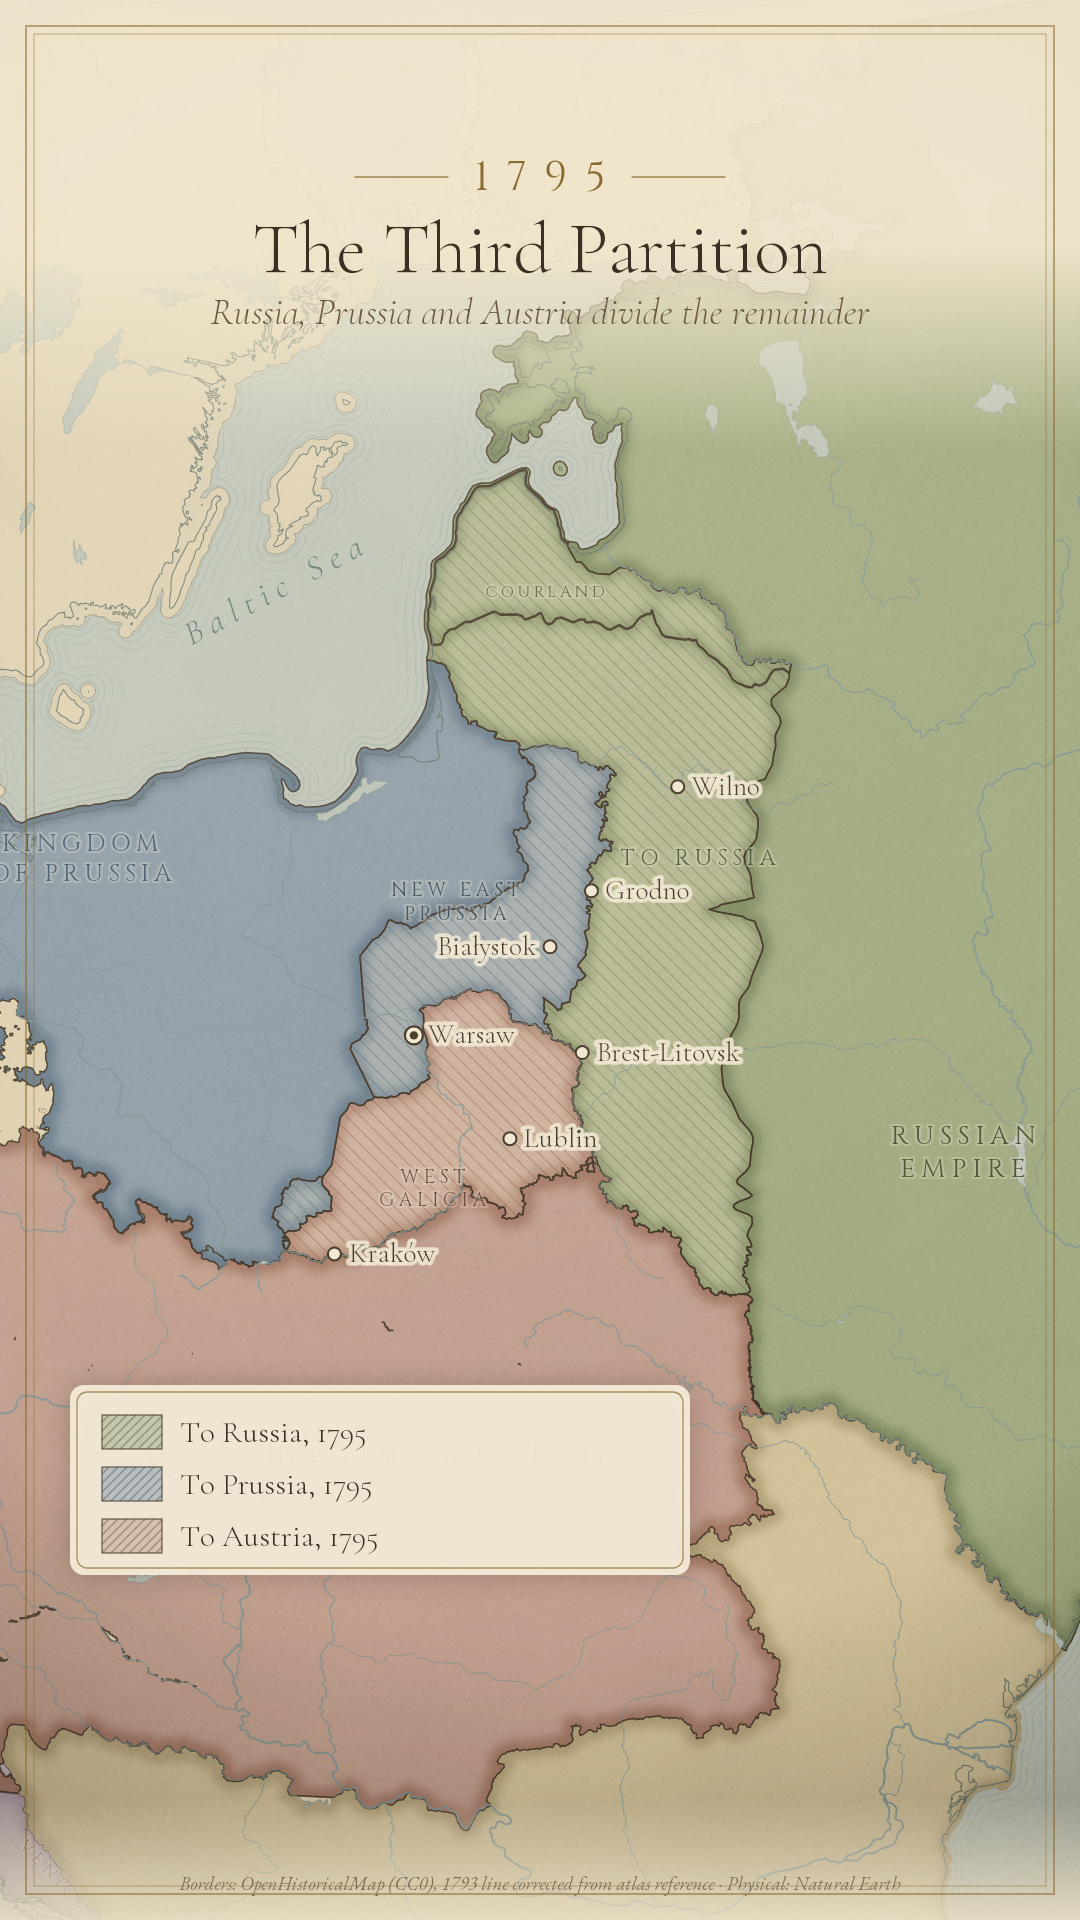 1795
The Third Partition
Russia, Prussia and Austria divide the remainder
Baltic Sea
COURLAND
Wilno
KINGDOM
OF PRUSSIA
TO RUSSIA
NEW EAST
PRUSSIA
Grodno
Białystok
Warsaw
Brest-Litovsk
Lublin
RUSSIAN
EMPIRE
WEST
GALICIA
Kraków
To Russia, 1795
To Prussia, 1795
To Austria, 1795
Borders: OpenHistoricalMap (CC0), 1793 line corrected from atlas reference · Physical: Natural Earth